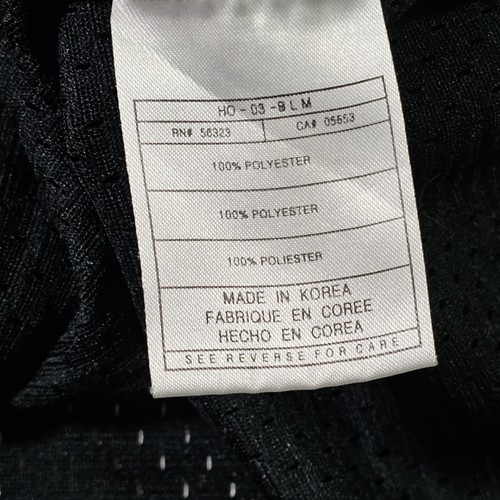 HO - 03 - 9 L M
RN# 56323 CA# 05553
100% POLYESTER
100% POLYESTER
100% POLIESTER
MADE IN KOREA
FABRIQUE EN COREE
HECHO EN COREA
SEE REVERSE FOR CARE